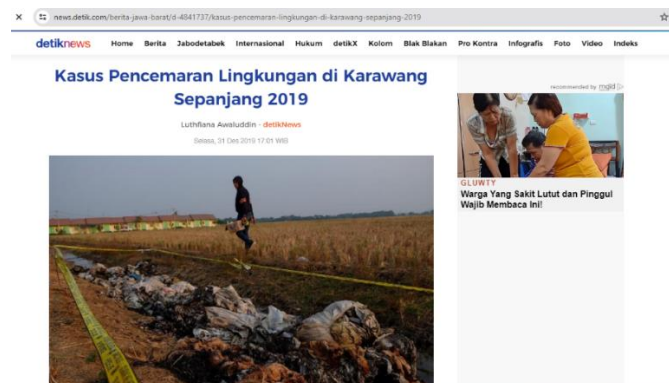 news.detik.com/berita-jawa-barat/d-4841737/kasus-pencemaran-lingkungan-di-karawang-sepanjang-2019
detiknews Home Berita Jabodetabek Internasional Hukum detikX Kolom Blak Blakan Pro Kontra Infografis Foto Video Indeks
Kasus Pencemaran Lingkungan di Karawang
Sepanjang 2019
Luthfiana Awaluddin - detikNews
Selasa, 31 Des 2019 17:01 WIB
recommended by mgid
GLUWTY
Warga Yang Sakit Lutut dan Pinggul
Wajib Membaca Ini!